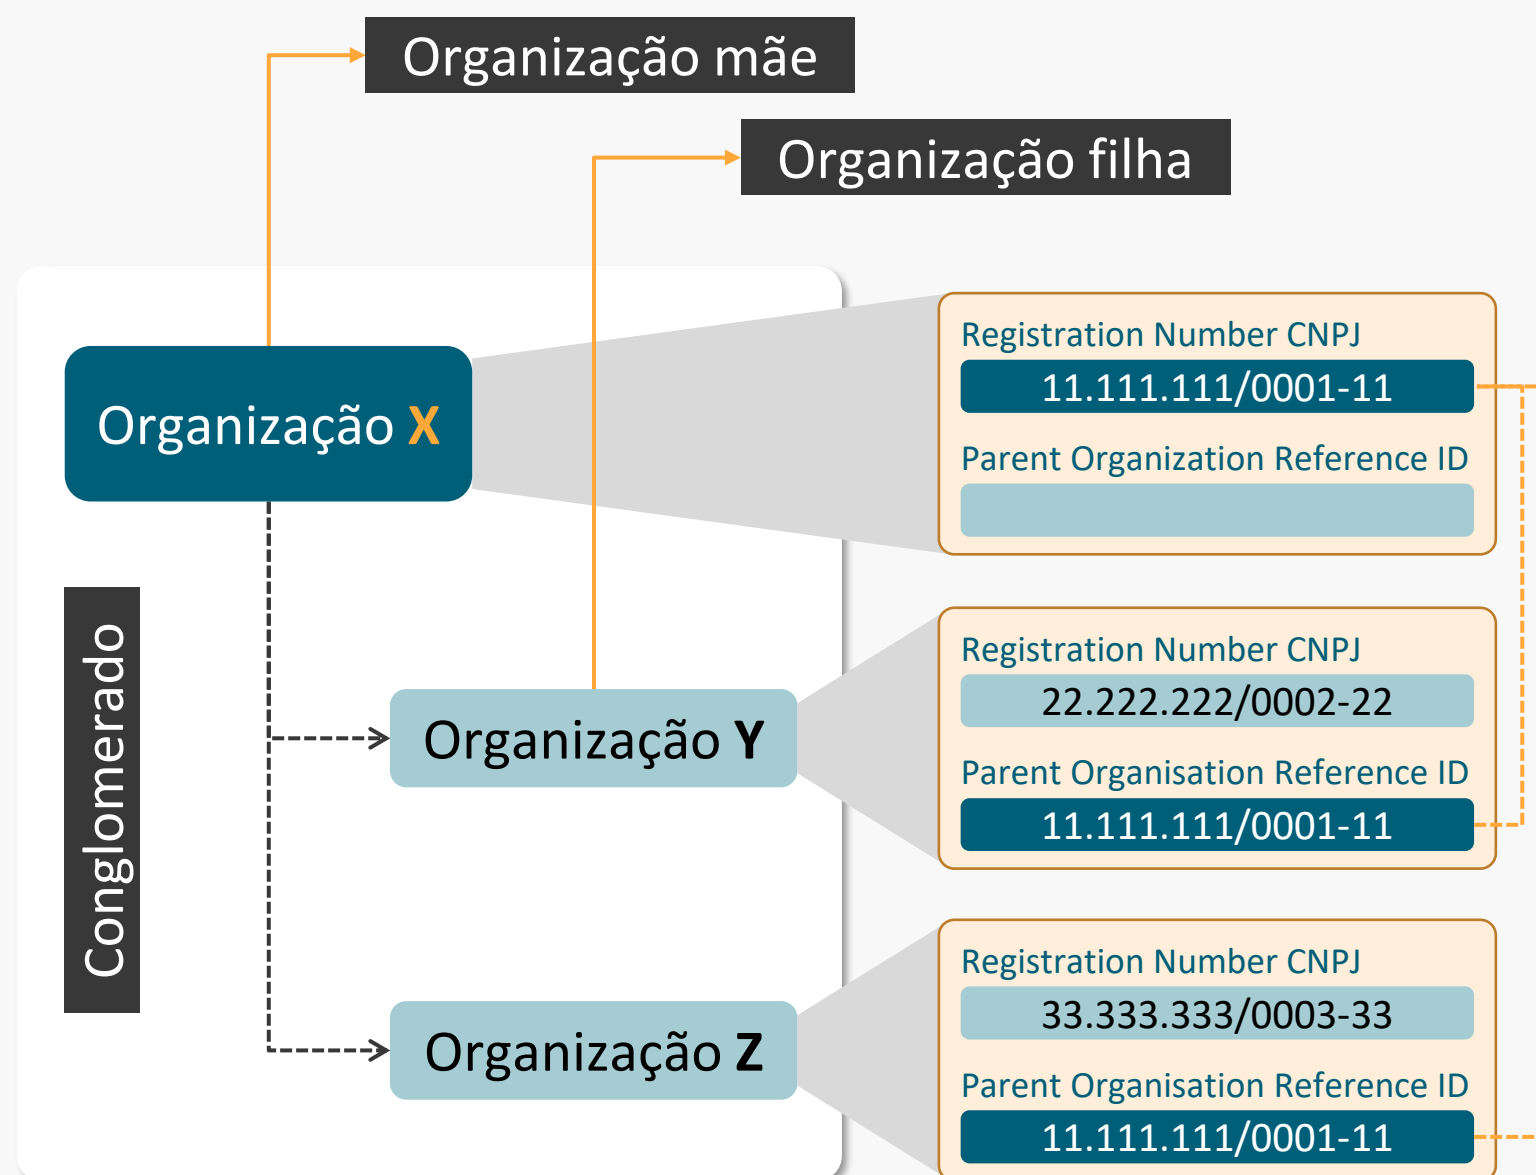 Organização mãe
Organização filha
Organização X
Registration Number CNPJ
11.111.111/0001-11
Parent Organization Reference ID
Conglomerado
Organização Y
Registration Number CNPJ
22.222.222/0002-22
Parent Organisation Reference ID
11.111.111/0001-11
Organização Z
Registration Number CNPJ
33.333.333/0003-33
Parent Organisation Reference ID
11.111.111/0001-11